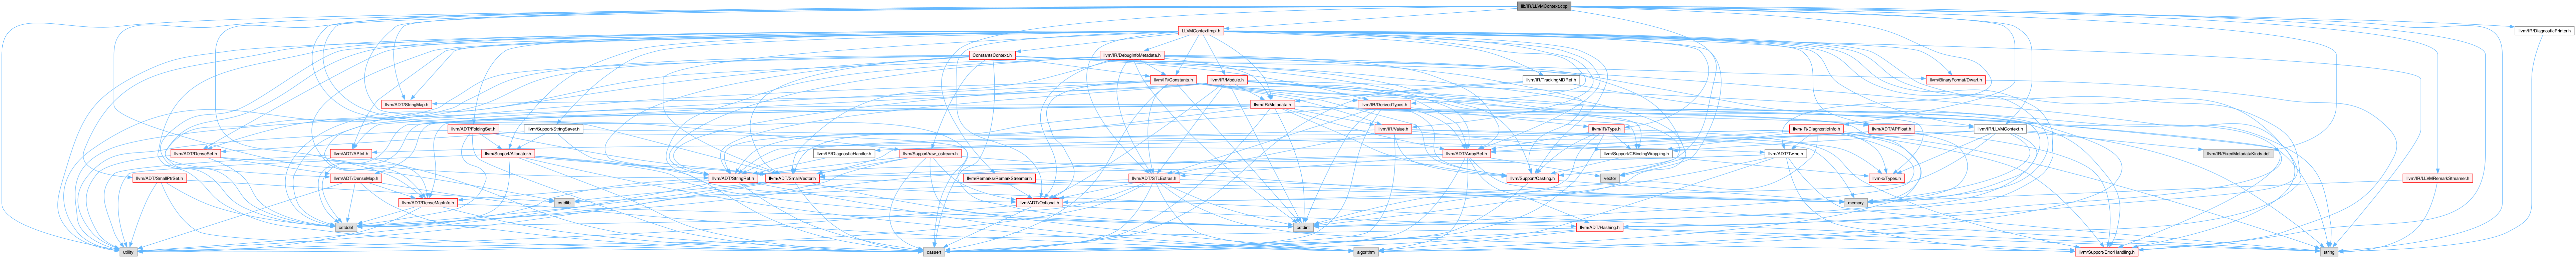 lib/IR/LLVMContext.cpp
LLVMContextImpl.h
llvm/IR/DiagnosticPrinter.h
ConstantsContext.h
llvm/IR/DebugInfoMetadata.h
llvm/IR/Constants.h
llvm/IR/Module.h
llvm/IR/TrackingMDRef.h
llvm/BinaryFormat/Dwarf.h
llvm/ADT/StringMap.h
llvm/IR/Metadata.h
llvm/IR/DerivedTypes.h
llvm/ADT/FoldingSet.h
llvm/Support/StringSaver.h
llvm/IR/Value.h
llvm/IR/Type.h
llvm/IR/DiagnosticInfo.h
llvm/ADT/APFloat.h
llvm/IR/LLVMContext.h
llvm/ADT/DenseSet.h
llvm/ADT/APInt.h
llvm/Support/Allocator.h
llvm/IR/DiagnosticHandler.h
llvm/Support/raw_ostream.h
llvm/ADT/ArrayRef.h
llvm/Support/CBindingWrapping.h
llvm/ADT/Twine.h
llvm/IR/FixedMetadataKinds.def
llvm/ADT/SmallPtrSet.h
llvm/ADT/DenseMap.h
llvm/ADT/StringRef.h
llvm/ADT/SmallVector.h
llvm/Remarks/RemarkStreamer.h
llvm/ADT/STLExtras.h
llvm/Support/Casting.h
vector
llvm-c/Types.h
llvm/IR/LLVMRemarkStreamer.h
llvm/ADT/DenseMapInfo.h
cstdlib
llvm/ADT/Optional.h
memory
cstddef
cstdint
llvm/ADT/Hashing.h
utility
cassert
algorithm
llvm/Support/ErrorHandling.h
string